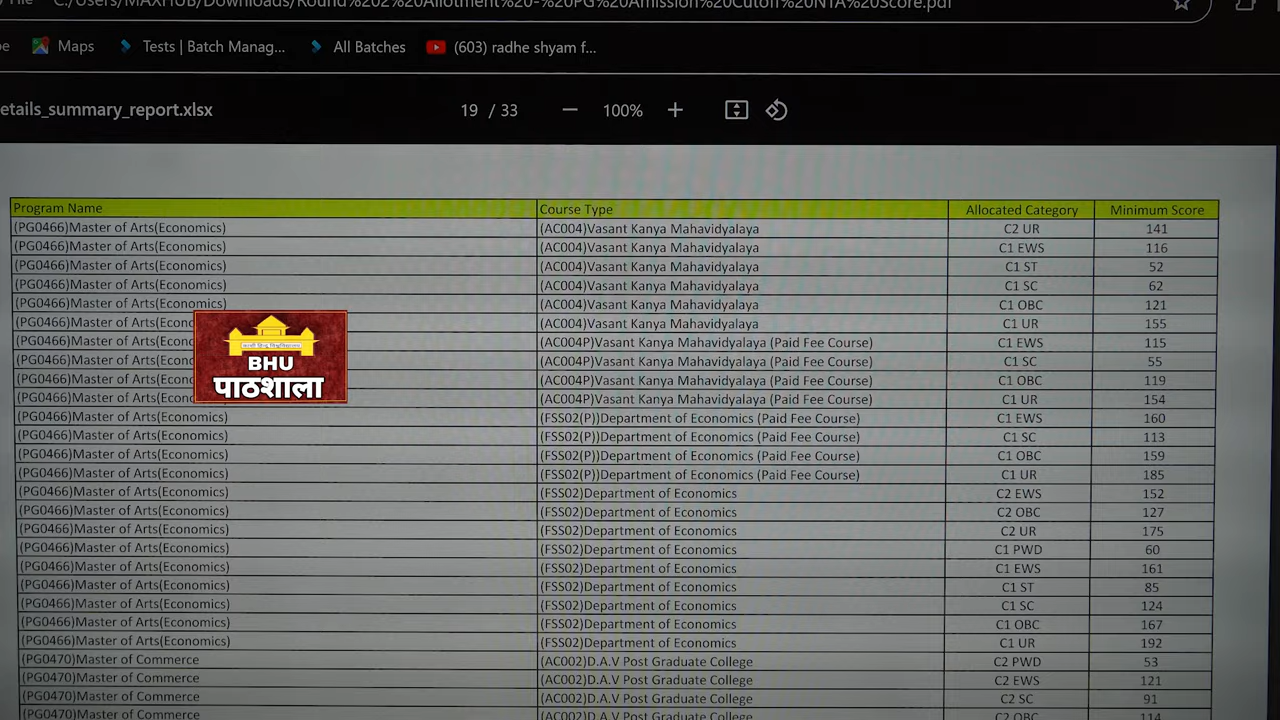 File C:/Users/MAXHUB/Downloads/Round%202%20Allotment%20-%20PG%20Amission%20Cutoff%20NTA%20Score.pdf
be Maps Tests | Batch Manag... All Batches (603) radhe shyam f...
etails_summary_report.xlsx 19 / 33 100%
Program Name Course Type Allocated Category Minimum Score
(PG0466)Master of Arts(Economics) (AC004)Vasant Kanya Mahavidyalaya C2 UR 141
(PG0466)Master of Arts(Economics) (AC004)Vasant Kanya Mahavidyalaya C1 EWS 116
(PG0466)Master of Arts(Economics) (AC004)Vasant Kanya Mahavidyalaya C1 ST 52
(PG0466)Master of Arts(Economics) (AC004)Vasant Kanya Mahavidyalaya C1 SC 62
(PG0466)Master of Arts(Economics) (AC004)Vasant Kanya Mahavidyalaya C1 OBC 121
(PG0466)Master of Arts(Econo (AC004)Vasant Kanya Mahavidyalaya C1 UR 155
(PG0466)Master of Arts(Econo (AC004P)Vasant Kanya Mahavidyalaya (Paid Fee Course) C1 EWS 115
(PG0466)Master of Arts(Econo (AC004P)Vasant Kanya Mahavidyalaya (Paid Fee Course) C1 SC 55
(PG0466)Master of Arts(Econo (AC004P)Vasant Kanya Mahavidyalaya (Paid Fee Course) C1 OBC 119
(PG0466)Master of Arts(Econo (AC004P)Vasant Kanya Mahavidyalaya (Paid Fee Course) C1 UR 154
BHU
पाठशाला
(PG0466)Master of Arts(Economics) (FSS02(P))Department of Economics (Paid Fee Course) C1 EWS 160
(PG0466)Master of Arts(Economics) (FSS02(P))Department of Economics (Paid Fee Course) C1 SC 113
(PG0466)Master of Arts(Economics) (FSS02(P))Department of Economics (Paid Fee Course) C1 OBC 159
(PG0466)Master of Arts(Economics) (FSS02(P))Department of Economics (Paid Fee Course) C1 UR 185
(PG0466)Master of Arts(Economics) (FSS02)Department of Economics C2 EWS 152
(PG0466)Master of Arts(Economics) (FSS02)Department of Economics C2 OBC 127
(PG0466)Master of Arts(Economics) (FSS02)Department of Economics C2 UR 175
(PG0466)Master of Arts(Economics) (FSS02)Department of Economics C1 PWD 60
(PG0466)Master of Arts(Economics) (FSS02)Department of Economics C1 EWS 161
(PG0466)Master of Arts(Economics) (FSS02)Department of Economics C1 ST 85
(PG0466)Master of Arts(Economics) (FSS02)Department of Economics C1 SC 124
(PG0466)Master of Arts(Economics) (FSS02)Department of Economics C1 OBC 167
(PG0466)Master of Arts(Economics) (FSS02)Department of Economics C1 UR 192
(PG0470)Master of Commerce (AC002)D.A.V Post Graduate College C2 PWD 53
(PG0470)Master of Commerce (AC002)D.A.V Post Graduate College C2 EWS 121
(PG0470)Master of Commerce (AC002)D.A.V Post Graduate College C2 SC 91
(PG0470)Master of Commerce (AC002)D.A.V Post Graduate College C2 OBC 114